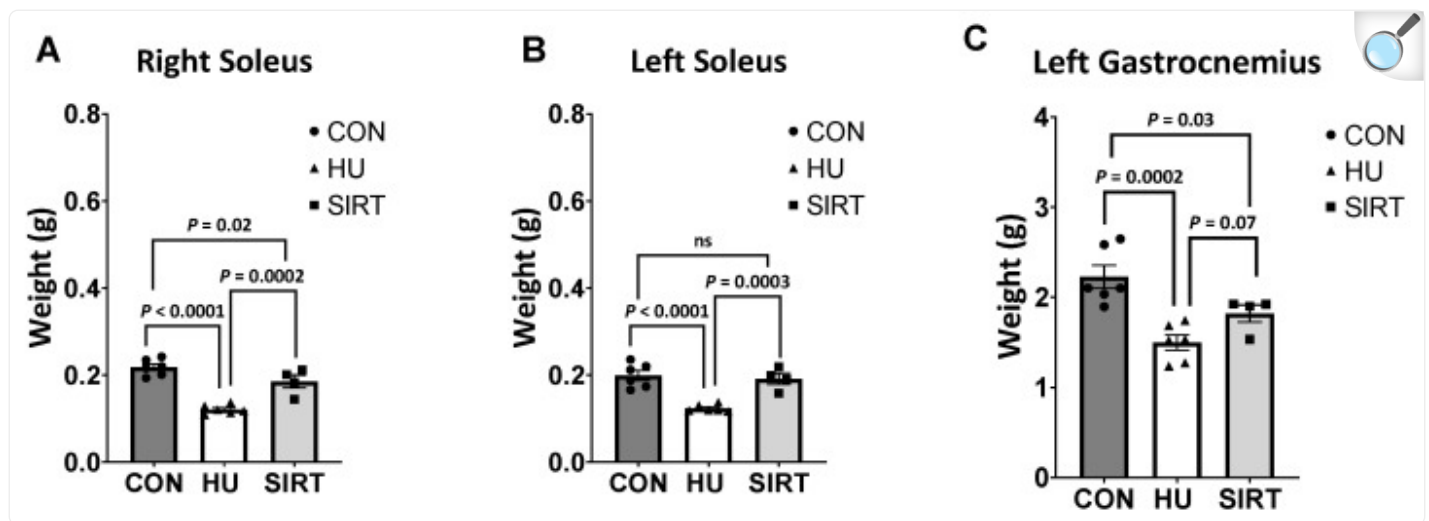 A
Right Soleus
Weight (g)
0.8
0.6
0.4
0.2
0.0
CON
HU
SIRT
P = 0.02
P = 0.0002
P < 0.0001
CON HU SIRT
B
Left Soleus
Weight (g)
0.8
0.6
0.4
0.2
0.0
CON
HU
SIRT
ns
P = 0.0003
P < 0.0001
CON HU SIRT
C
Left Gastrocnemius
Weight (g)
4
3
2
1
0
CON
HU
SIRT
P = 0.03
P = 0.0002
P = 0.07
CON HU SIRT